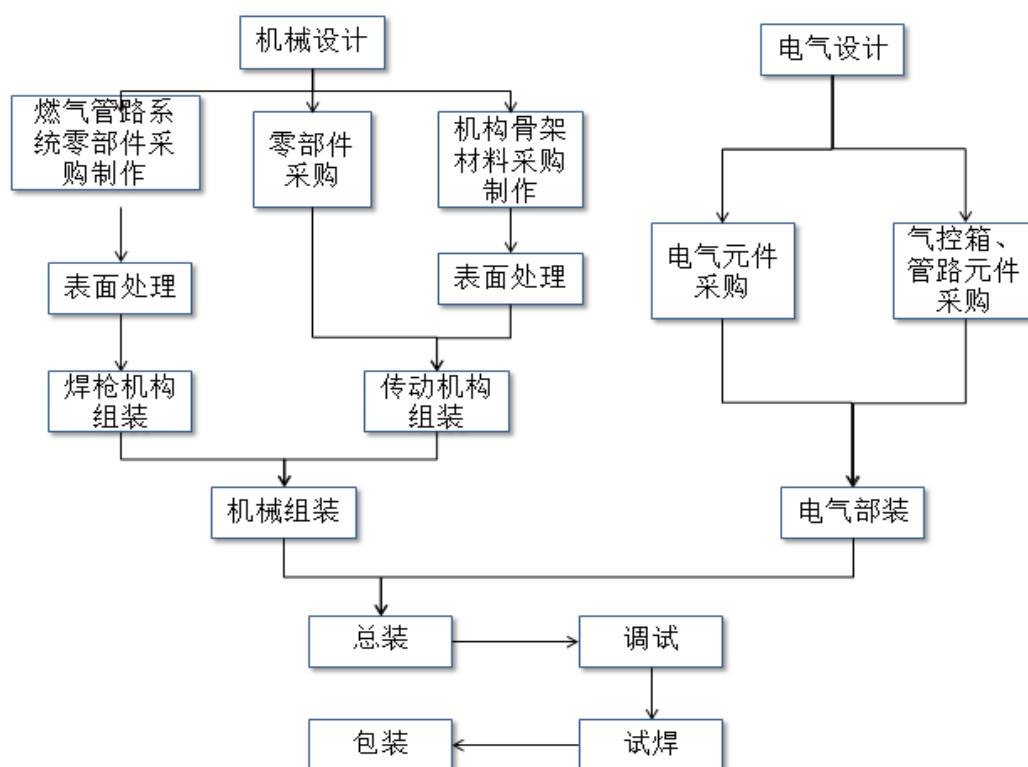 机械设计
电气设计
燃气管路系
统零部件采
购制作
零部件
采购
机构骨架
材料采购
制作
电气元件
采购
气控箱、
管路元件
采购
表面处理
表面处理
焊枪机构
组装
传动机构
组装
机械组装
电气部装
总装
调试
包装
试焊